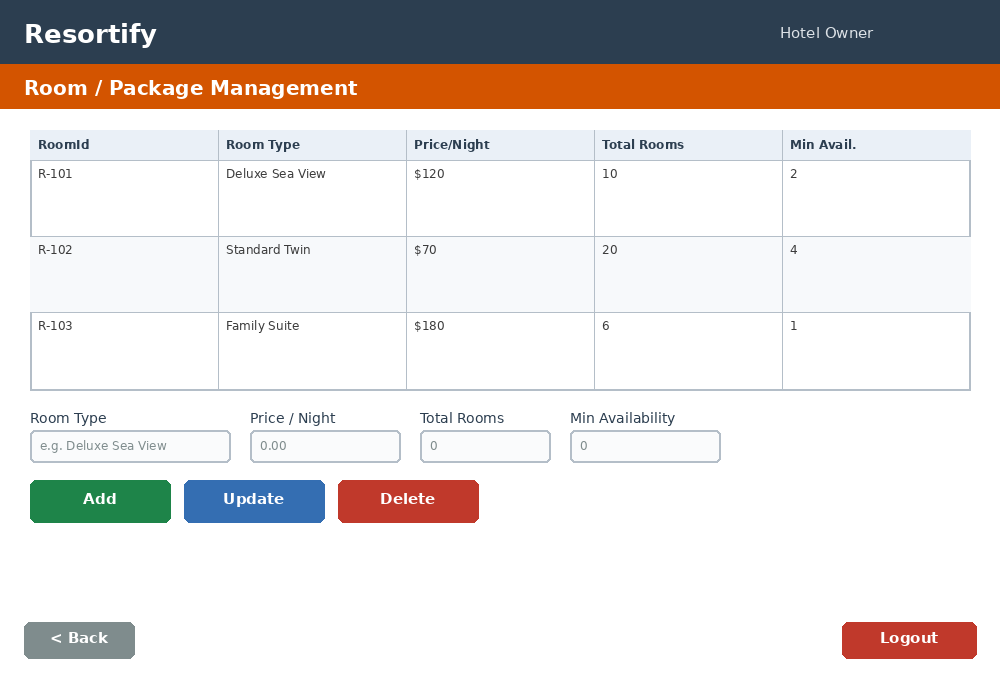 Resortify
Hotel Owner
Room / Package Management
RoomId Room Type Price/Night Total Rooms Min Avail.
R-101 Deluxe Sea View $120 10 2
R-102 Standard Twin $70 20 4
R-103 Family Suite $180 6 1
Room Type Price / Night Total Rooms Min Availability
e.g. Deluxe Sea View 0.00 0 0
Add Update Delete
< Back Logout